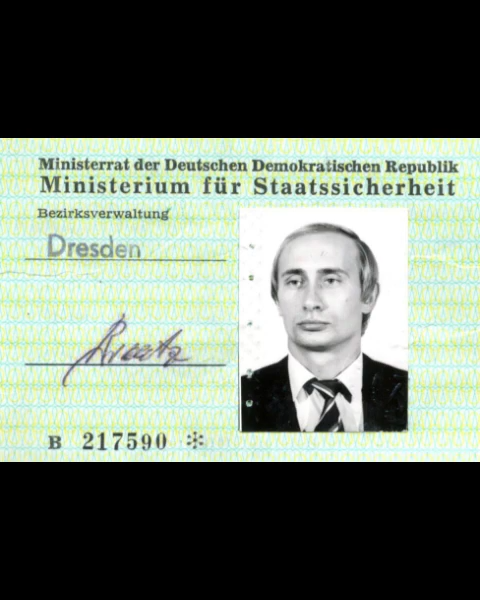 Ministerrat der Deutschen Demokratischen Republik
Ministerium für Staatssicherheit
Bezirksverwaltung
Dresden
B 217590 *